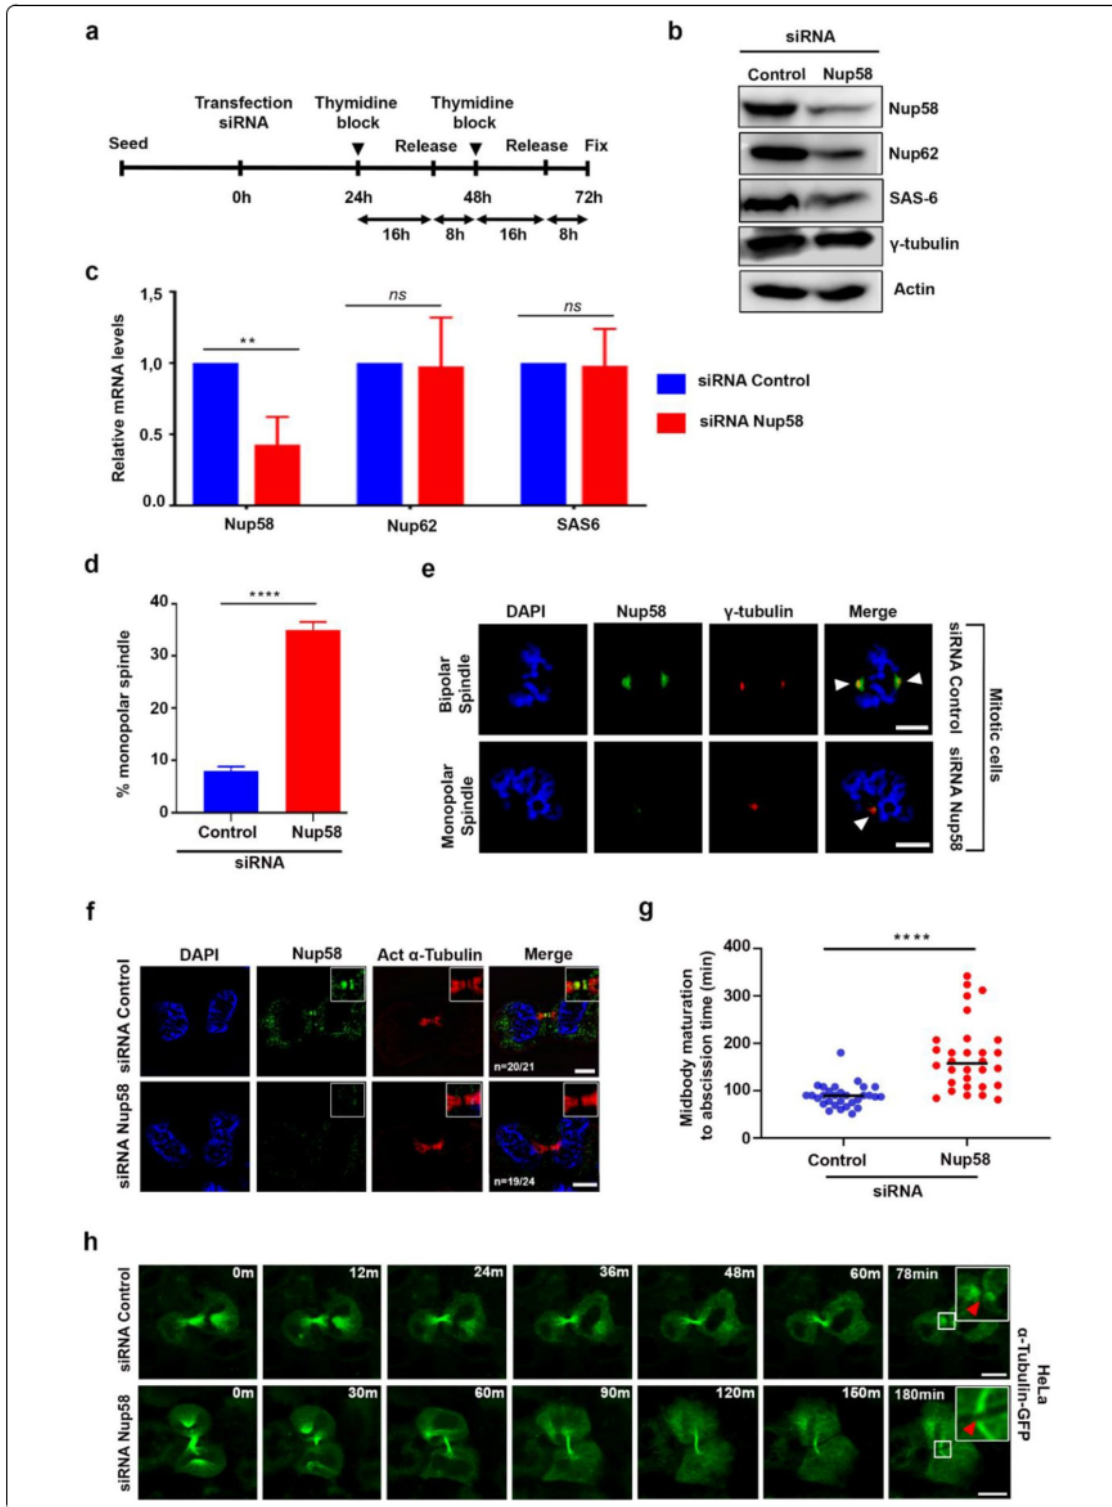 a
Transfection
siRNA
Thymidine
block
Thymidine
block
Seed
Release
Release
Fix
0h
24h
48h
72h
16h
8h
16h
8h
b
siRNA
Control Nup58
Nup58
Nup62
SAS-6
γ-tubulin
Actin
c
Relative mRNA levels
1,5
1,0
0.5
0.0
**
ns
ns
Nup58
Nup62
SAS6
siRNA Control
siRNA Nup58
d
% monopolar spindle
40
30
20
10
0
****
Control Nup58
siRNA
e
DAPI Nup58 γ-tubulin Merge
Bipolar
Spindle
Monopolar
Spindle
siRNA Control
siRNA Nup58
Mitotic cells
f
DAPI Nup58 Act α-Tubulin Merge
siRNA Control
n=20/21
siRNA Nup58
n=19/24
g
Midbody maturation
to abscission time (min)
400
300
200
100
0
****
Control Nup58
siRNA
h
siRNA Control
0m 12m 24m 36m 48m 60m 78min
siRNA Nup58
0m 30m 60m 90m 120m 150m 180min
HeLa
α-Tubulin-GFP